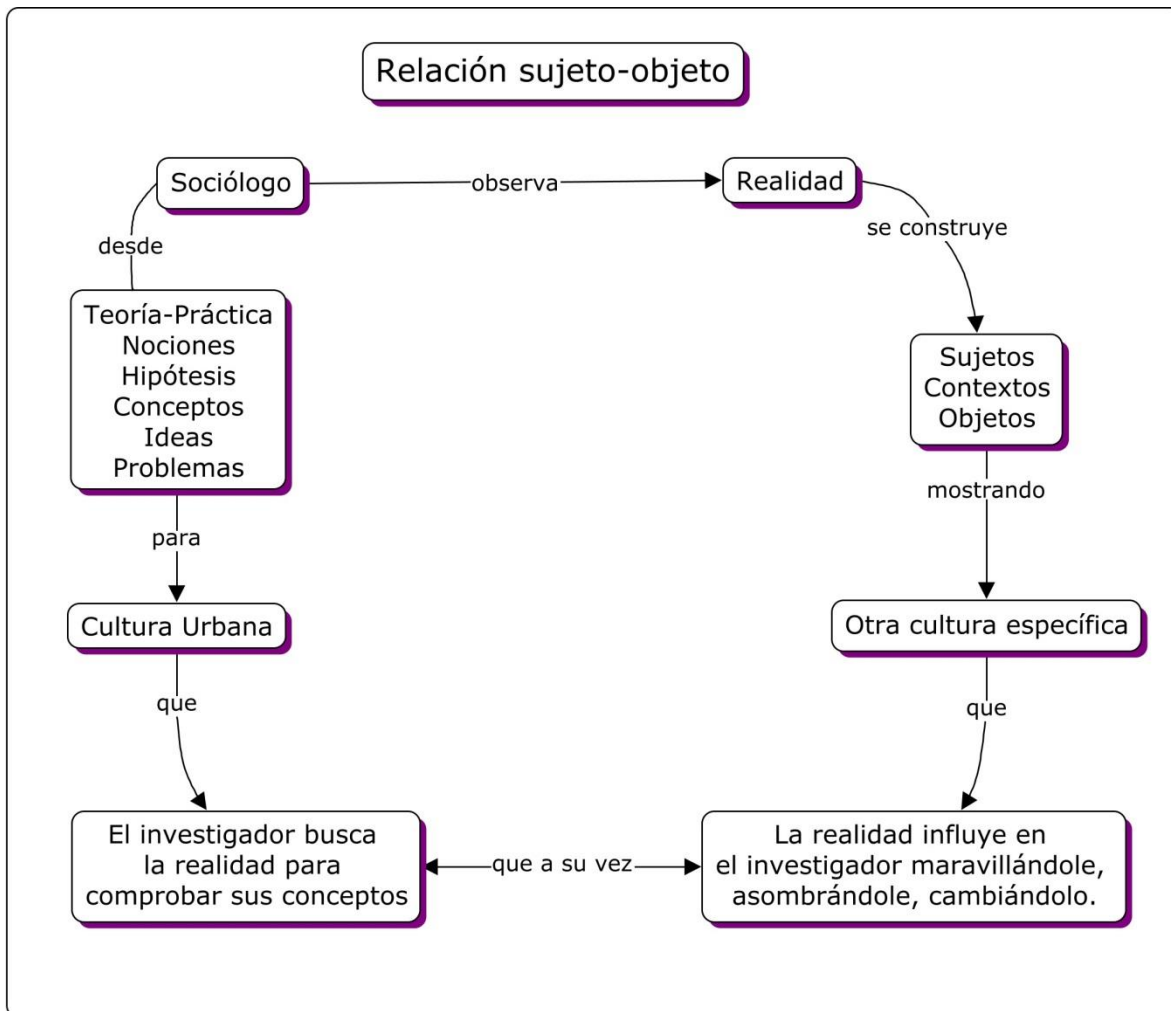 Relación sujeto-objeto
Sociólogo
observa
Realidad
desde
se construye
Teoría-Práctica
Nociones
Hipótesis
Conceptos
Ideas
Problemas
Sujetos
Contextos
Objetos
para
mostrando
Cultura Urbana
Otra cultura específica
que
que
El investigador busca
la realidad para
comprobar sus conceptos
que a su vez
La realidad influye en
el investigador maravillándole,
asombrándole, cambiándolo.